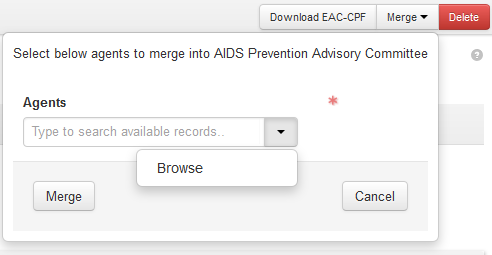 Download EAC-CPF Merge Delete
Select below agents to merge into AIDS Prevention Advisory Committee
?
Agents *
Type to search available records..
Browse
Merge Cancel